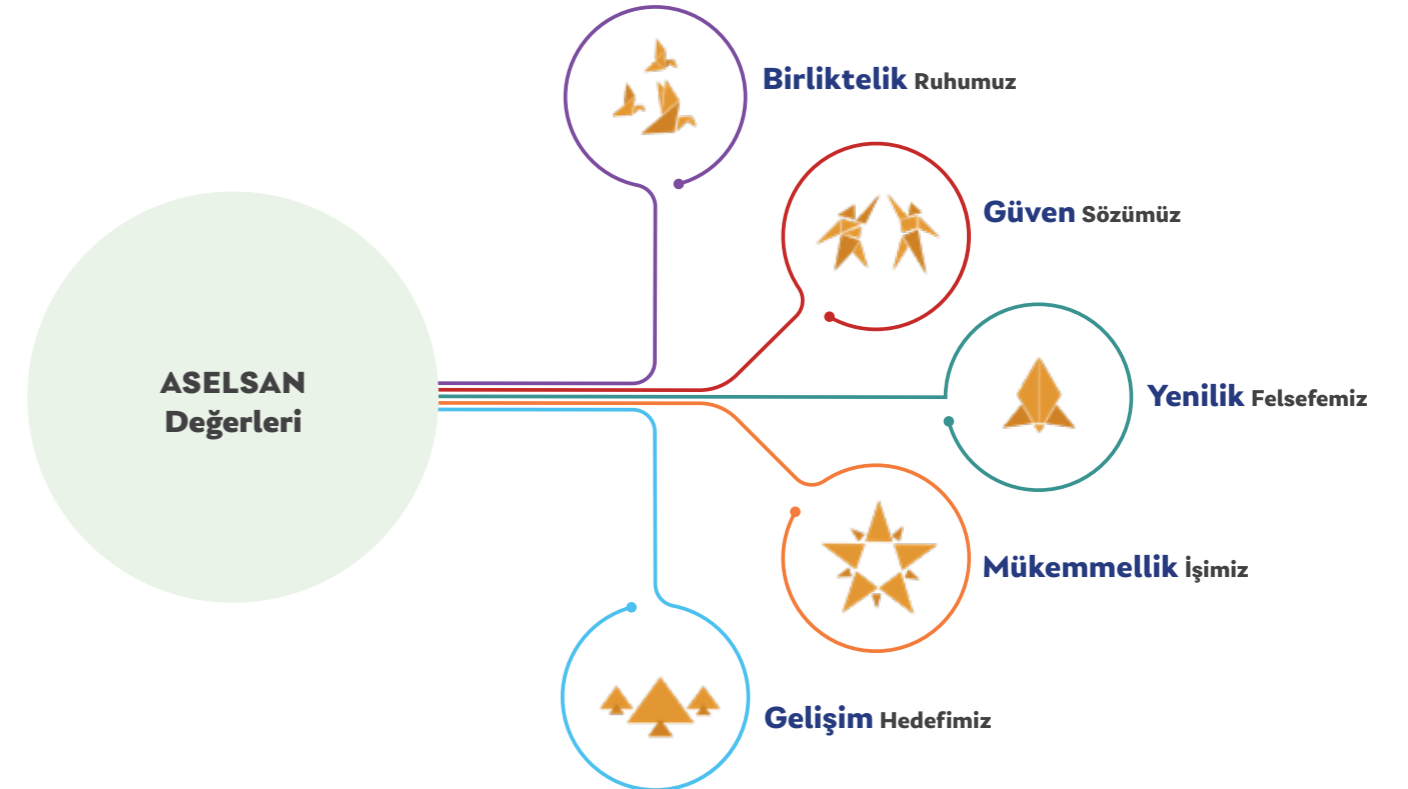 ASELSAN
Değerleri
Birliktelik Ruhumuz
Güven Sözümüz
Yenilik Felsefemiz
Mükemmellik İşimiz
Gelişim Hedefimiz